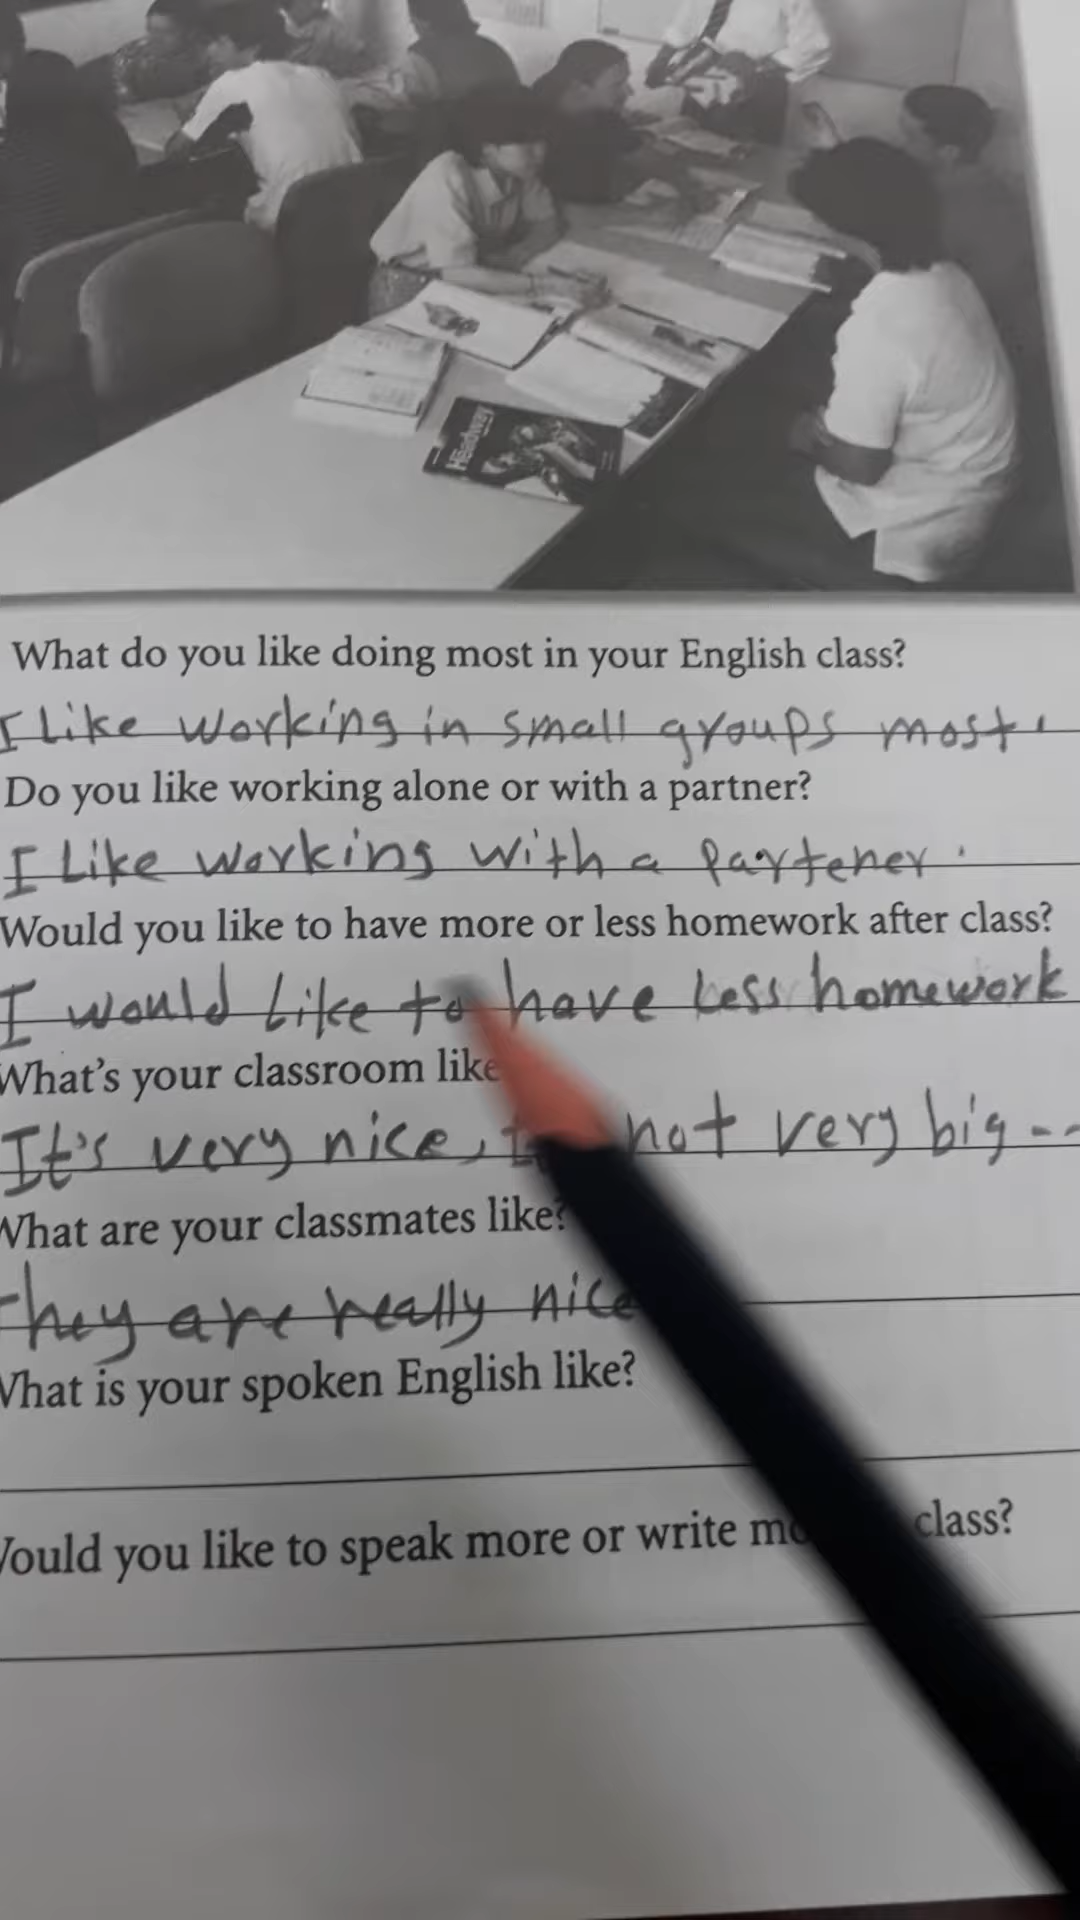 Headway
What do you like doing most in your English class?
I like working in small groups most.
Do you like working alone or with a partner?
I Like working with a partener.
Would you like to have more or less homework after class?
I would Like to have less homework
What's your classroom like
It's very nice, not very big --
What are your classmates like?
They are really nice
What is your spoken English like?
Would you like to speak more or write class?